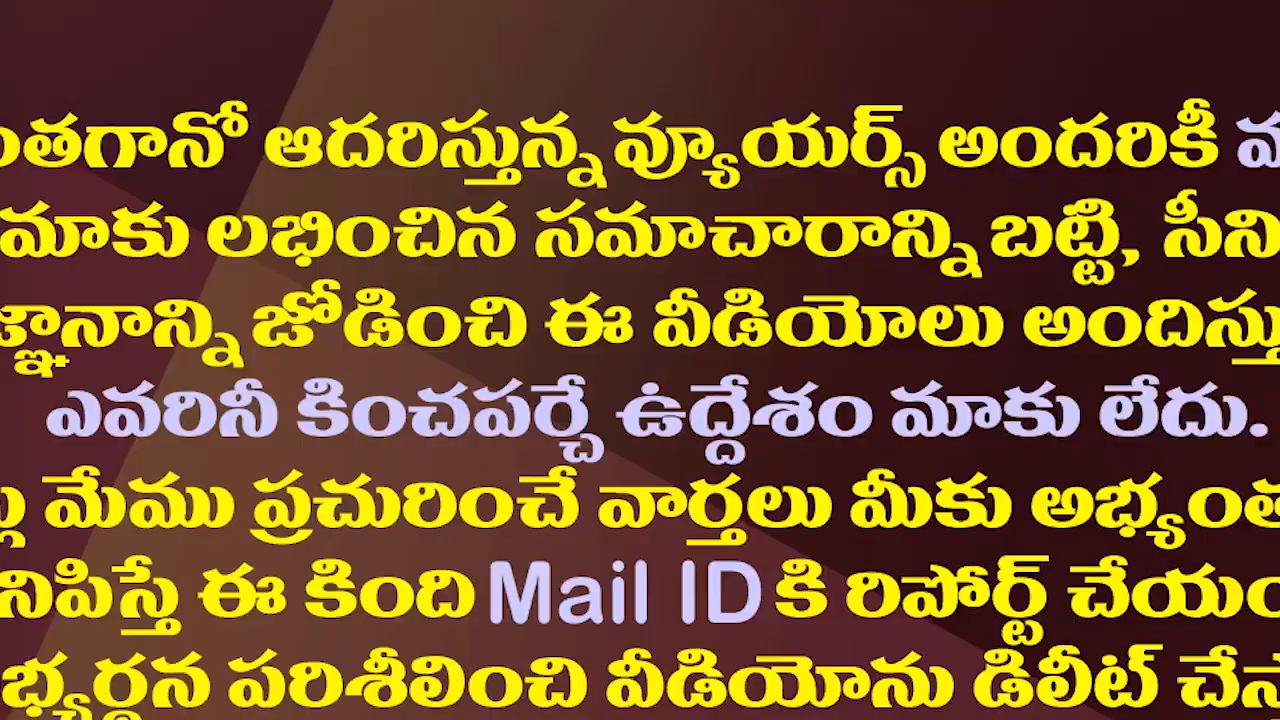 ంతగానో ఆదరిస్తున్న వ్యూయర్స్ అందరికీ
మాకు లభించిన సమాచారాన్ని బట్టి, సీని
జ్ఞానాన్ని జోడించి ఈ వీడియోలు అందిస్తు
ఎవరినీ కించపర్చే ఉద్దేశం మాకు లేదు.
మేము ప్రచురించే వార్తలు మీకు అభ్యంత
నిపిస్తే ఈ కింది Mail ID కి రిపోర్ట్ చేయం
భ్యర్థన పరిశీలించి వీడియోను డిలీట్ చేస